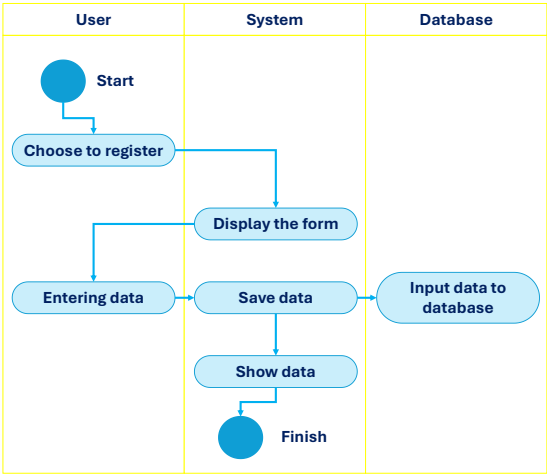 User
System
Database
Start
Choose to register
Display the form
Entering data
Save data
Input data to
database
Show data
Finish